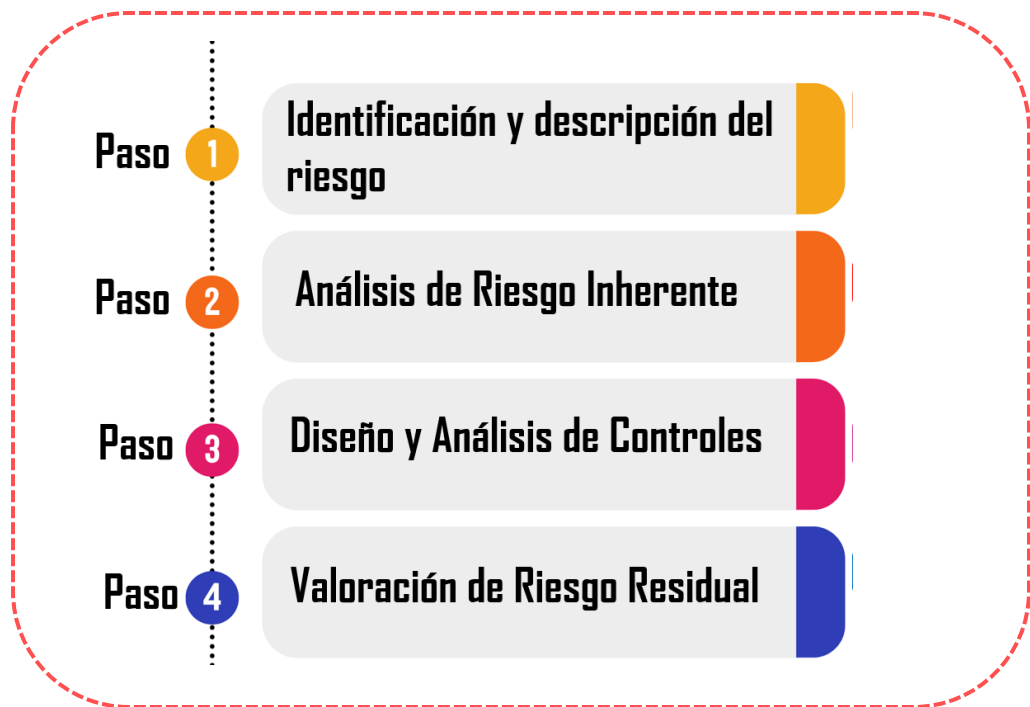 Paso 1 Identificación y descripción del
riesgo
Paso 2 Análisis de Riesgo Inherente
Paso 3 Diseño y Análisis de Controles
Paso 4 Valoración de Riesgo Residual